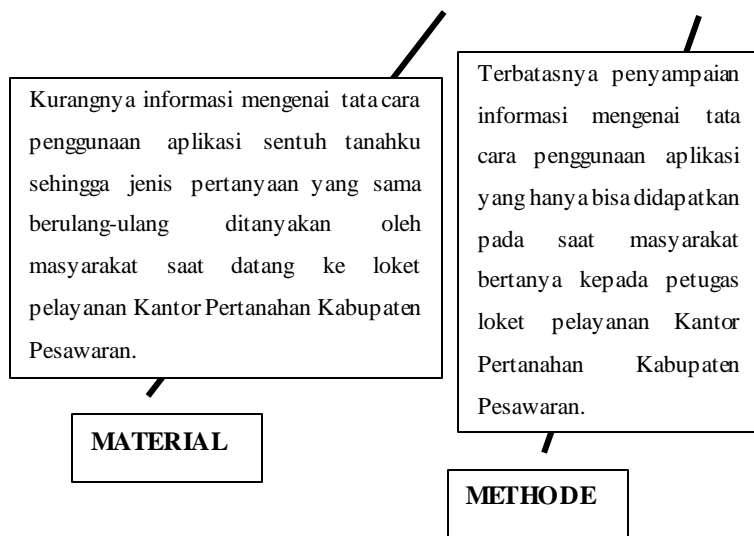 Kurangnya informasi mengenai tata cara
penggunaan aplikasi sentuh tanahku
sehingga jenis pertanyaan yang sama
berulang-ulang ditanyakan oleh
masyarakat saat datang ke loket
pelayanan Kantor Pertanahan Kabupaten
Pesawaran.
MATERIAL
Terbatasnya penyampaian
informasi mengenai tata
cara penggunaan aplikasi
yang hanya bisa didapatkan
pada saat masyarakat
bertanya kepada petugas
loket pelayanan Kantor
Pertanahan Kabupaten
Pesawaran.
METHODE